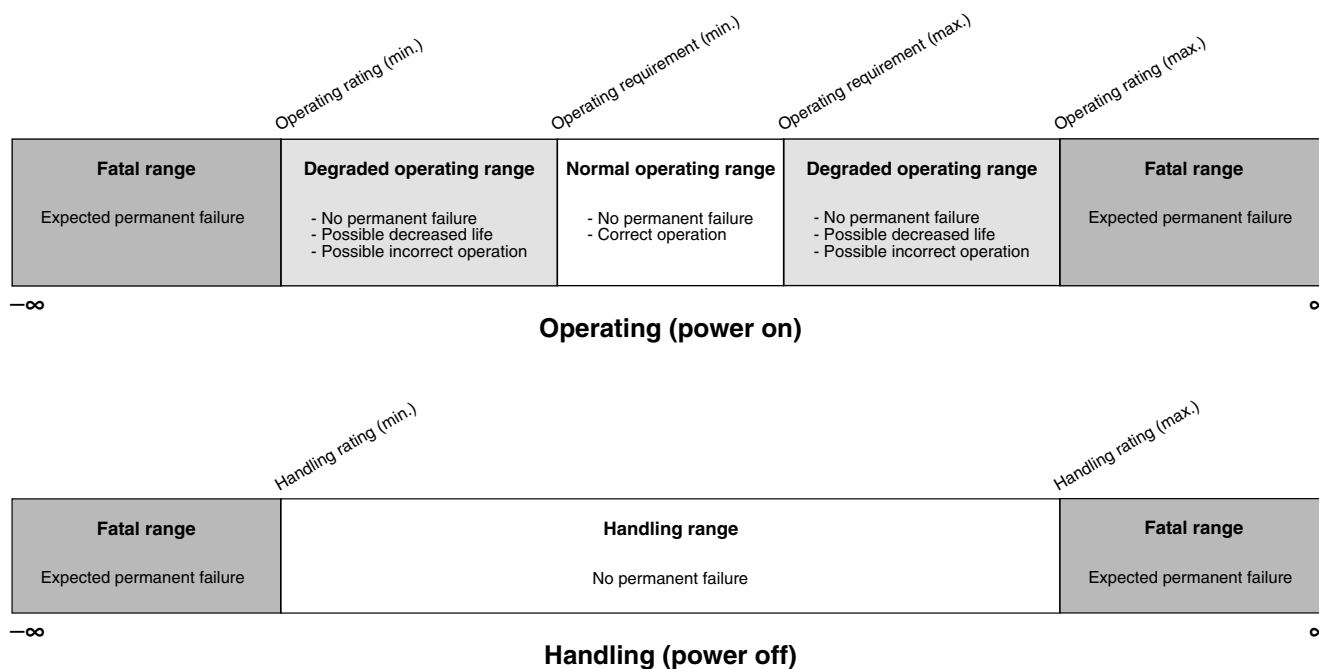 Operating rating (min.)
Operating requirement (min.)
Operating requirement (max.)
Operating rating (max.)
Fatal range
Degraded operating range
Normal operating range
Degraded operating range
Fatal range
Expected permanent failure
- No permanent failure
- Possible decreased life
- Possible incorrect operation
- No permanent failure
- Correct operation
- No permanent failure
- Possible decreased life
- Possible incorrect operation
Expected permanent failure
–∞
∞
Operating (power on)
Handling rating (min.)
Handling rating (max.)
Fatal range
Handling range
Fatal range
Expected permanent failure
No permanent failure
Expected permanent failure
–∞
∞
Handling (power off)